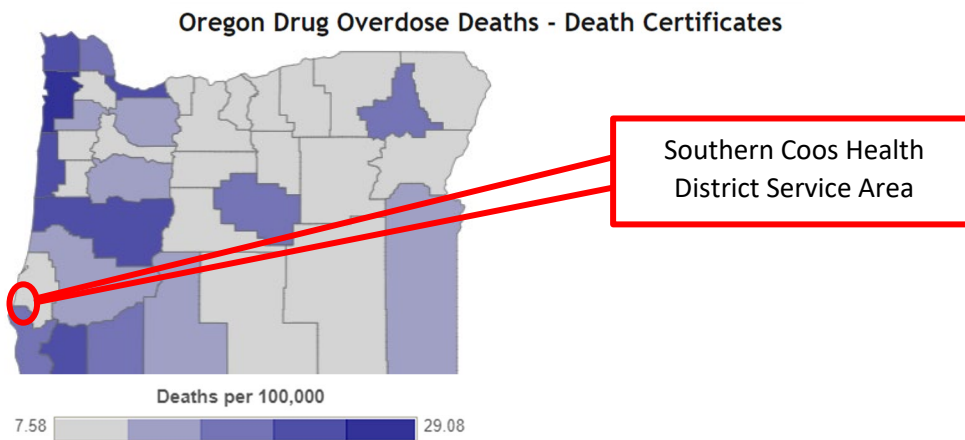 Oregon Drug Overdose Deaths - Death Certificates
Southern Coos Health
District Service Area
Deaths per 100,000
7.58
29.08